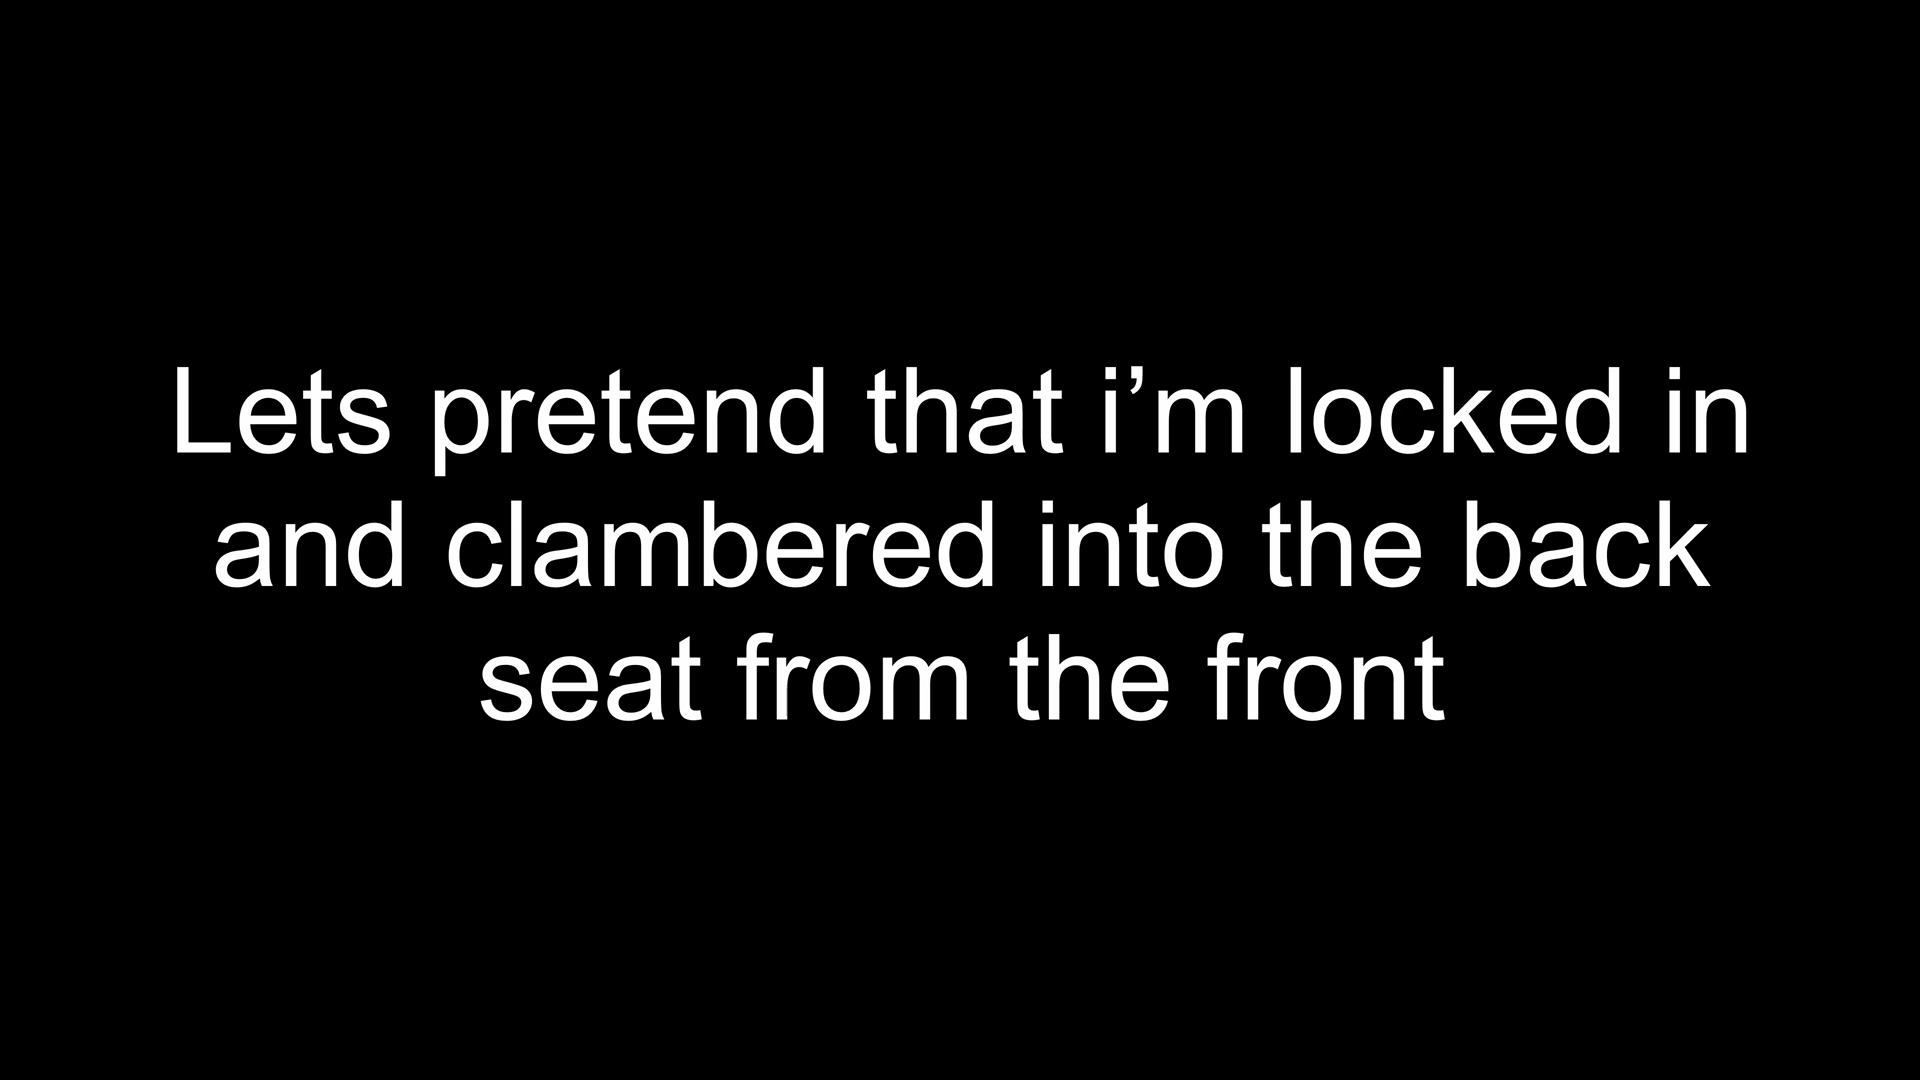 Lets pretend that i’m locked in
and clambered into the back
seat from the front